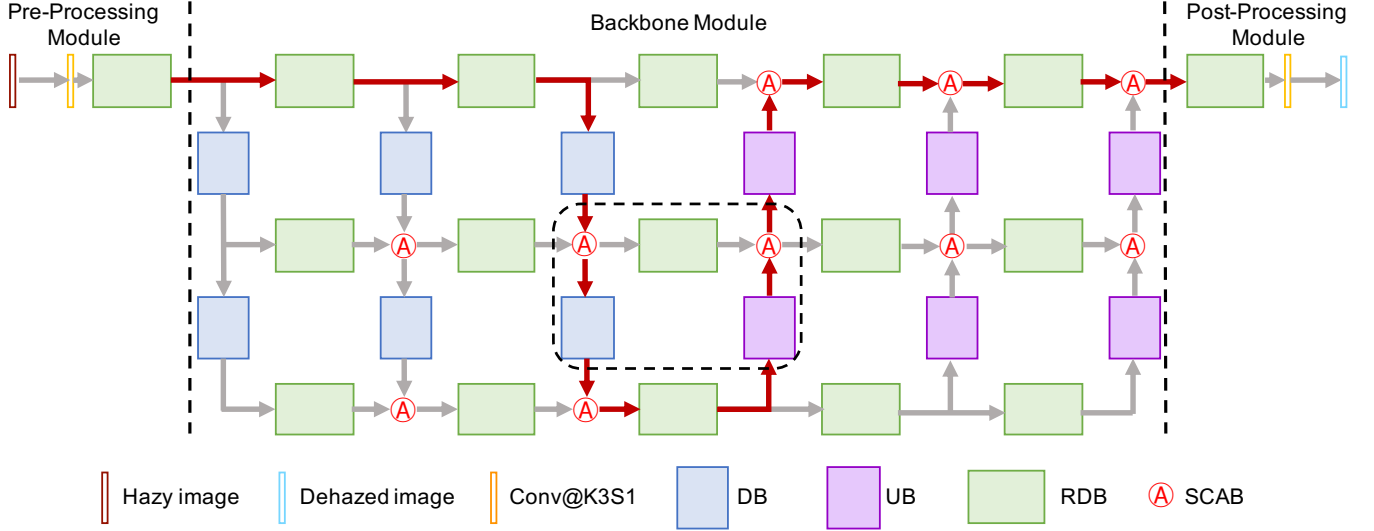 Pre-Processing
Module
Backbone Module
Post-Processing
Module
A A A
A A A A
A A
Hazy image
Dehazed image
Conv@K3S1
DB
UB
RDB
A SCAB